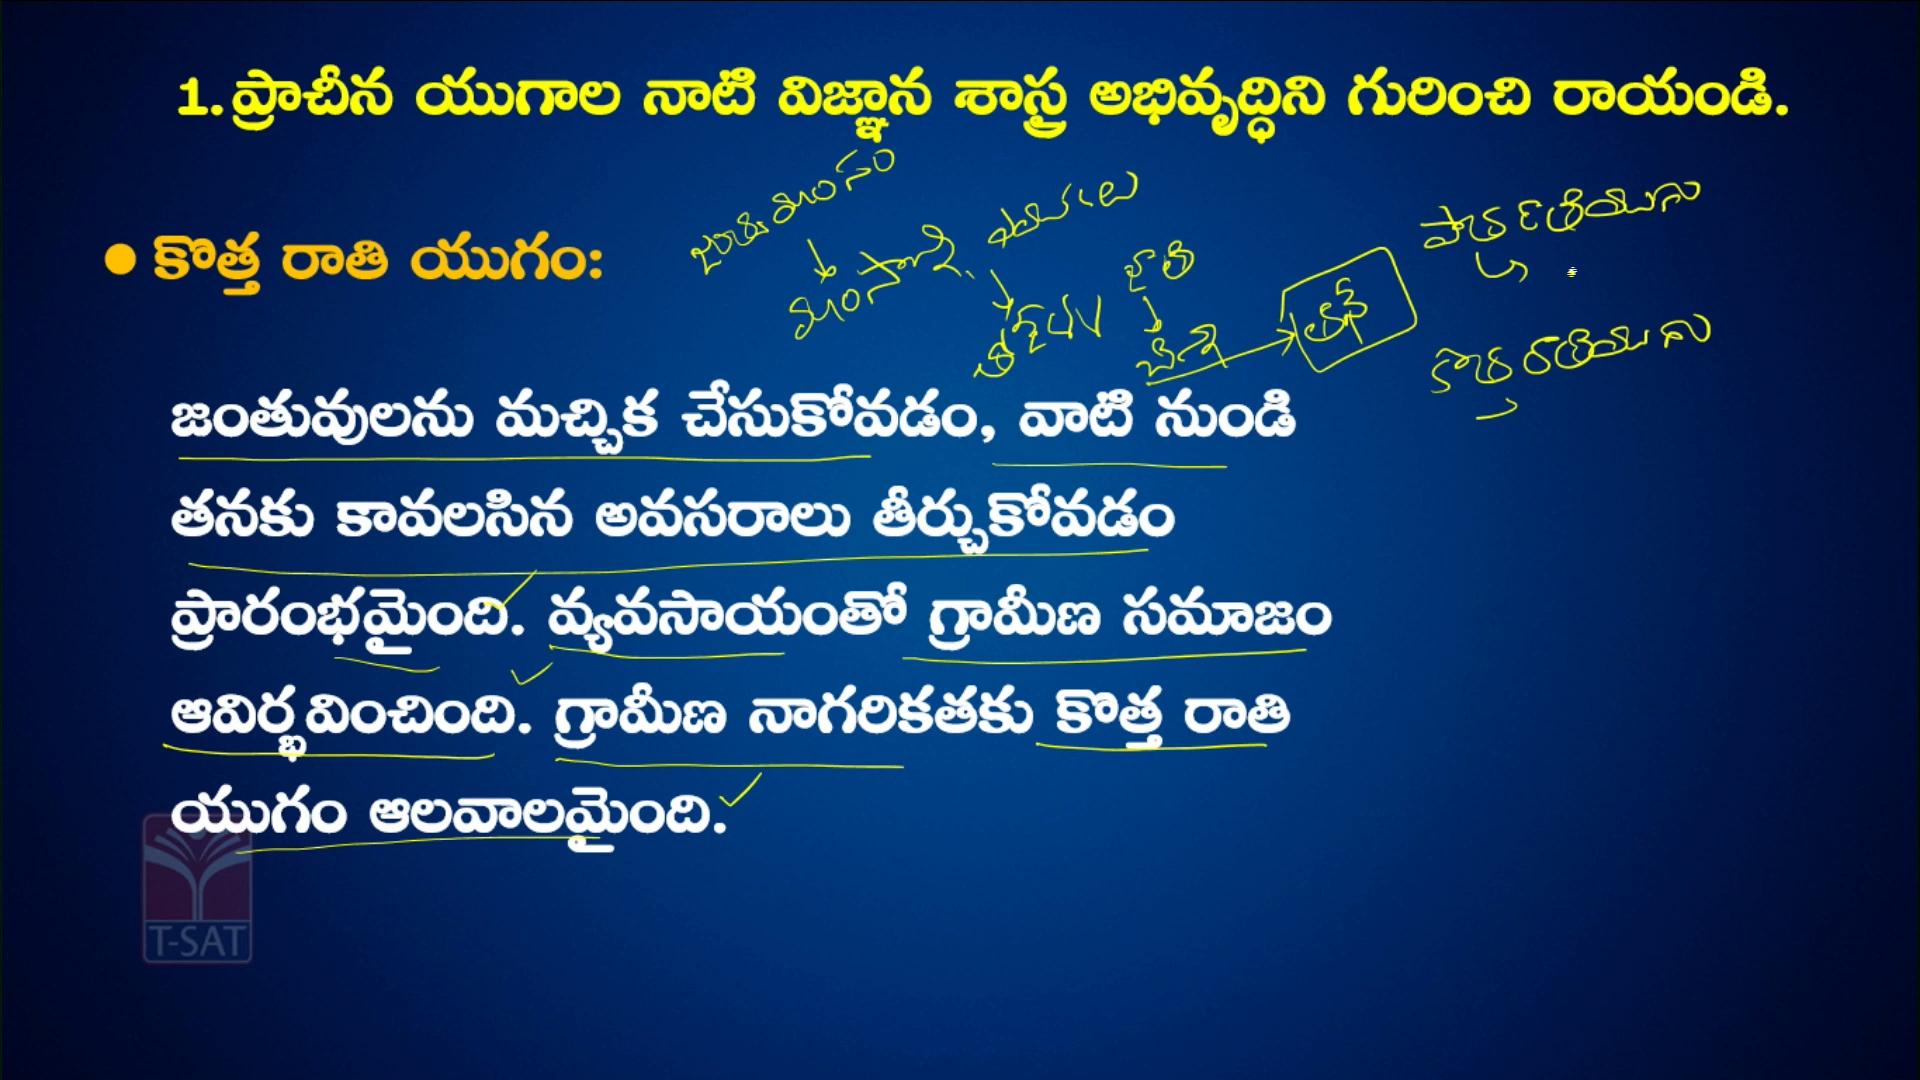 1. ప్రాచీన యుగాల నాటి విజ్ఞాన శాస్త్ర అభివృద్ధిని గురించి రాయండి.
• కొత్త రాతి యుగం:
జంతువులను మచ్చిక చేసుకోవడం, వాటి నుండి
తనకు కావలసిన అవసరాలు తీర్చుకోవడం
ప్రారంభమైంది. వ్యవసాయంతో గ్రామీణ సమాజం
ఆవిర్భవించింది. గ్రామీణ నాగరికతకు కొత్త రాతి
యుగం ఆలవాలమైంది.
T-SAT